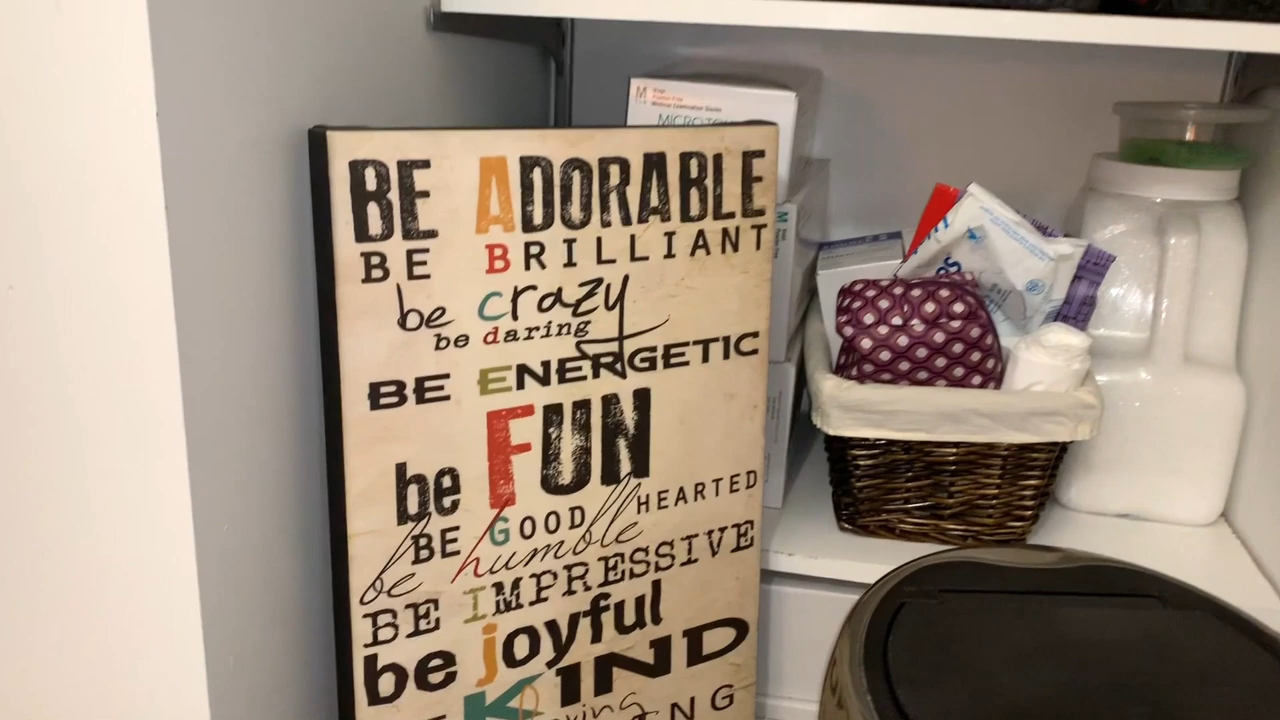 MICRO-TOUCH
BE ADORABLE
BE BRILLIANT
be crazy
be daring
BE ENERGETIC
be FUN
BE GOOD HEARTED
be humble
BE IMPRESSIVE
be joyful
KIND